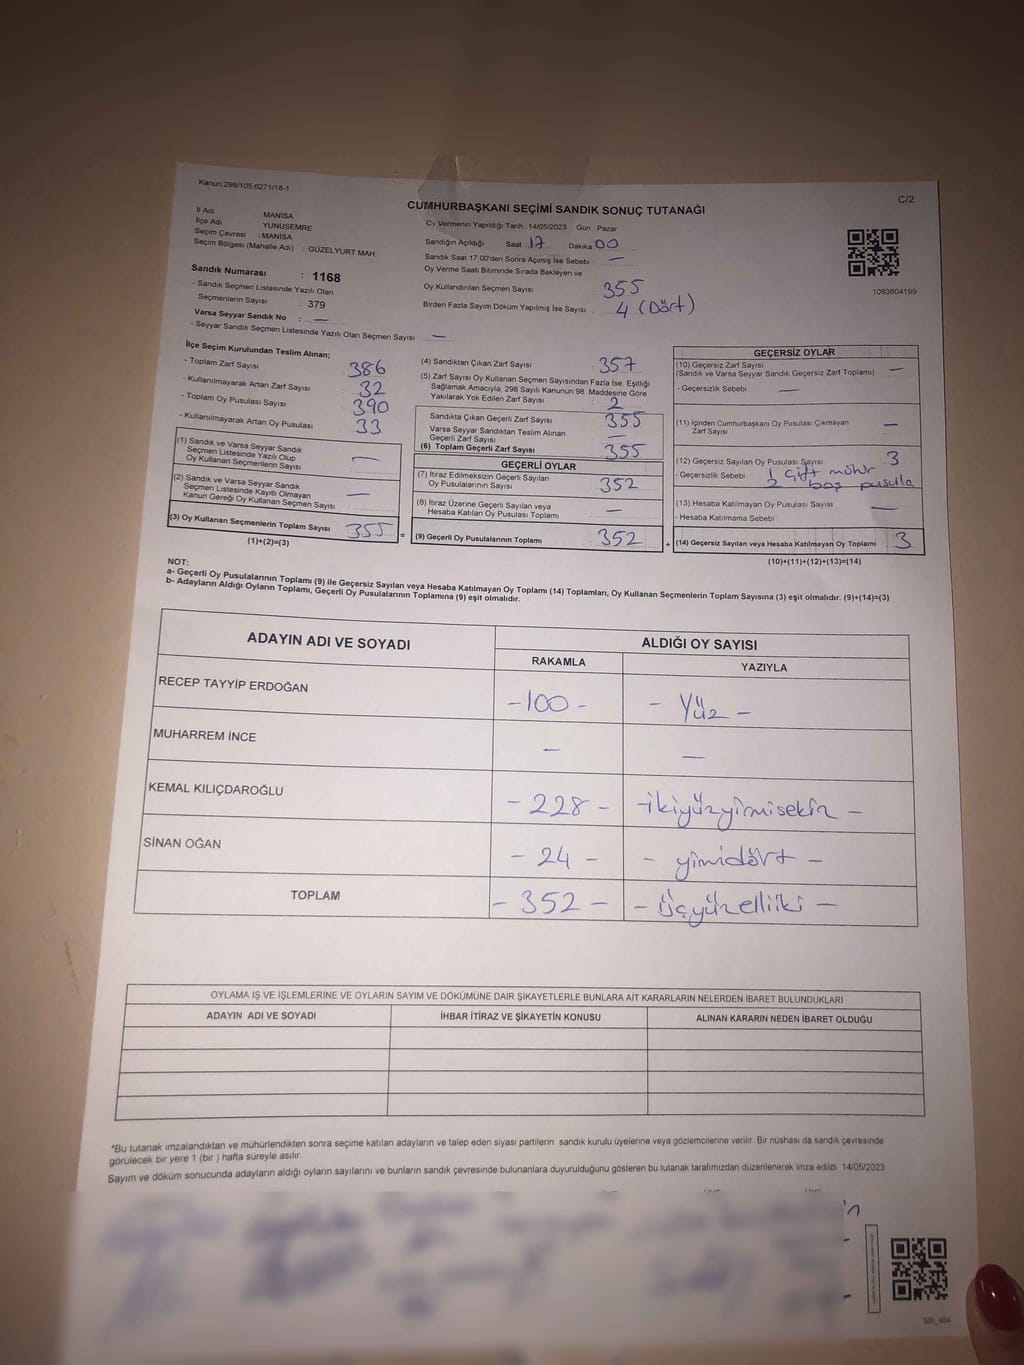 Kanun:298/105;6271/18-1
C/2
CUMHURBAŞKANI SEÇİMİ SANDIK SONUÇ TUTANAĞI
İl Adı : MANİSA
İlçe Adı : YUNUSEMRE
Seçim Çevresi : MANİSA
Seçim Bölgesi (Mahalle Adı) : GÜZELYURT MAH
Sandık Numarası : 1168
- Sandık Seçmen Listesinde Yazılı Olan
Seçmenlerin Sayısı : 379
Varsa Seyyar Sandık No : —
- Seyyar Sandık Seçmen Listesinde Yazılı Olan Seçmen Sayısı —
Oy Vermenin Yapıldığı Tarih 14/05/2023 Gün : Pazar
Sandığın Açıldığı Saat 17 Dakika 00
Sandık Saat 17.00'den Sonra Açılmış İse Sebebi : —
Oy Verme Saati Bitiminde Sırada Bekleyen ve
Oy Kullandırılan Seçmen Sayısı 355
Birden Fazla Sayım Döküm Yapılmış İse Sayısı 4 (Dört)
1093804199
İlçe Seçim Kurulundan Teslim Alınan;
- Toplam Zarf Sayısı 386
- Kullanılmayarak Artan Zarf Sayısı 32
- Toplam Oy Pusulası Sayısı 390
- Kullanılmayarak Artan Oy Pusulası 33
(1) Sandık ve Varsa Seyyar Sandık
Seçmen Listesinde Yazılı Olup
Oy Kullanan Seçmenlerin Sayısı —
(2) Sandık ve Varsa Seyyar Sandık
Seçmen Listesinde Kayıtlı Olmayan
Kanun Gereği Oy Kullanan Seçmen Sayısı —
(3) Oy Kullanan Seçmenlerin Toplam Sayısı 355
(1)+(2)=(3)
(4) Sandıktan Çıkan Zarf Sayısı 357
(5) Zarf Sayısı Oy Kullanan Seçmen Sayısından Fazla İse, Eşitliği
Sağlamak Amacıyla, 298 Sayılı Kanunun 98. Maddesine Göre
Yakılarak Yok Edilen Zarf Sayısı 2
Sandıkta Çıkan Geçerli Zarf Sayısı 355
Varsa Seyyar Sandıktan Teslim Alınan
Geçerli Zarf Sayısı —
(6) Toplam Geçerli Zarf Sayısı 355
GEÇERLİ OYLAR
(7) İtiraz Edilmeksizin Geçerli Sayılan
Oy Pusulalarının Sayısı 352
(8) İtiraz Üzerine Geçerli Sayılan veya
Hesaba Katılan Oy Pusulası Toplamı —
= (9) Geçerli Oy Pusulalarının Toplamı 352
GEÇERSİZ OYLAR
(10) Geçersiz Zarf Sayısı
(Sandık ve Varsa Seyyar Sandık Geçersiz Zarf Toplamı) —
- Geçersizlik Sebebi —
(11) İçinden Cumhurbaşkanı Oy Pusulası Çıkmayan
Zarf Sayısı —
(12) Geçersiz Sayılan Oy Pusulası Sayısı 3
- Geçersizlik Sebebi 1 çift mühür
2 boş pusula
(13) Hesaba Katılmayan Oy Pusulası Sayısı —
- Hesaba Katılmama Sebebi
+ (14) Geçersiz Sayılan veya Hesaba Katılmayan Oy Toplamı 3
(10)+(11)+(12)+(13)=(14)
NOT:
a- Geçerli Oy Pusulalarının Toplamı (9) ile Geçersiz Sayılan veya Hesaba Katılmayan Oy Toplamı (14) Toplamları, Oy Kullanan Seçmenlerin Toplam Sayısına (3) eşit olmalıdır. (9)+(14)=(3)
b- Adayların Aldığı Oyların Toplamı, Geçerli Oy Pusulalarının Toplamına (9) eşit olmalıdır.
ADAYIN ADI VE SOYADI ALDIĞI OY SAYISI
RAKAMLA YAZIYLA
RECEP TAYYİP ERDOĞAN -100- - Yüz -
MUHARREM İNCE — —
KEMAL KILIÇDAROĞLU -228- -ikiyüzyimisekiz -
SİNAN OĞAN - 24 - - yimidört -
TOPLAM - 352 - - Üçyüzelliiki -
OYLAMA İŞ VE İŞLEMLERİNE VE OYLARIN SAYIM VE DÖKÜMÜNE DAİR ŞİKAYETLERLE BUNLARA AİT KARARLARIN NELERDEN İBARET BULUNDUKLARI
ADAYIN ADI VE SOYADI İHBAR İTİRAZ VE ŞİKAYETİN KONUSU ALINAN KARARIN NEDEN İBARET OLDUĞU
*Bu tutanak imzalandıktan ve mühürlendikten sonra seçime katılan adayların ve talep eden siyasi partilerin sandık kurulu üyelerine veya gözlemcilerine verilir. Bir nüshası da sandık çevresinde
görülecek bir yere 1 (bir ) hafta süreyle asılır.
Sayım ve döküm sonucunda adayların aldığı oyların sayılarını ve bunların sandık çevresinde bulunanlara duyurulduğunu gösteren bu tutanak tarafımızdan düzenlenerek imza edildi. 14/05/2023